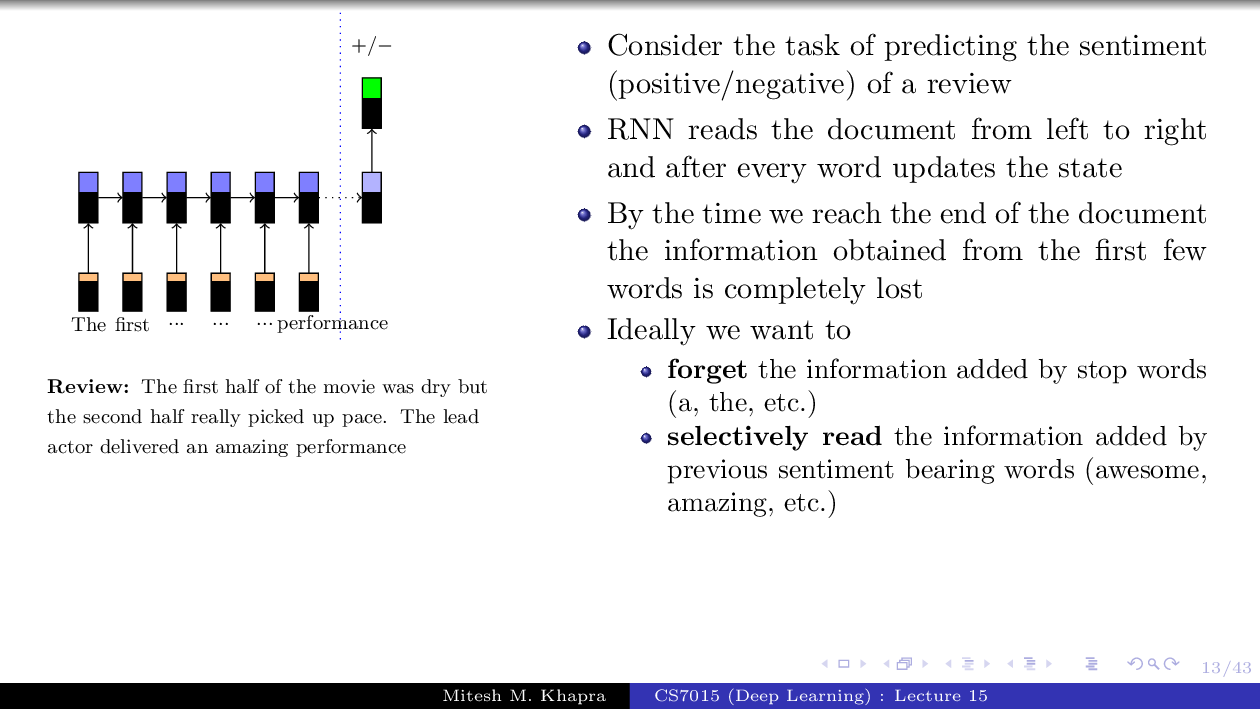 +/−
The first ... ... ... performance
Review: The first half of the movie was dry but
the second half really picked up pace. The lead
actor delivered an amazing performance
Consider the task of predicting the sentiment
(positive/negative) of a review
RNN reads the document from left to right
and after every word updates the state
By the time we reach the end of the document
the information obtained from the first few
words is completely lost
Ideally we want to
forget the information added by stop words
(a, the, etc.)
selectively read the information added by
previous sentiment bearing words (awesome,
amazing, etc.)
13/43
Mitesh M. Khapra
CS7015 (Deep Learning) : Lecture 15